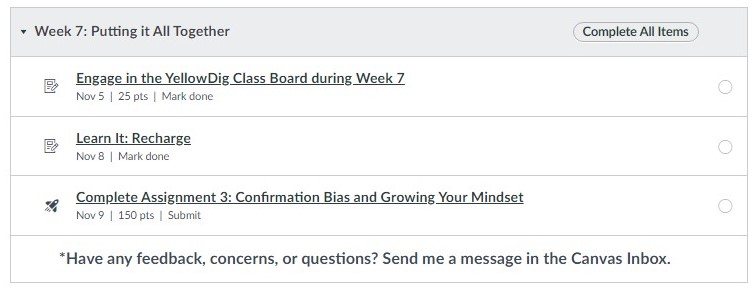 Week 7: Putting it All Together
Complete All Items
Engage in the YellowDig Class Board during Week 7
Nov 5 | 25 pts | Mark done
Learn It: Recharge
Nov 8 | Mark done
Complete Assignment 3: Confirmation Bias and Growing Your Mindset
Nov 9 | 150 pts | Submit
*Have any feedback, concerns, or questions? Send me a message in the Canvas Inbox.